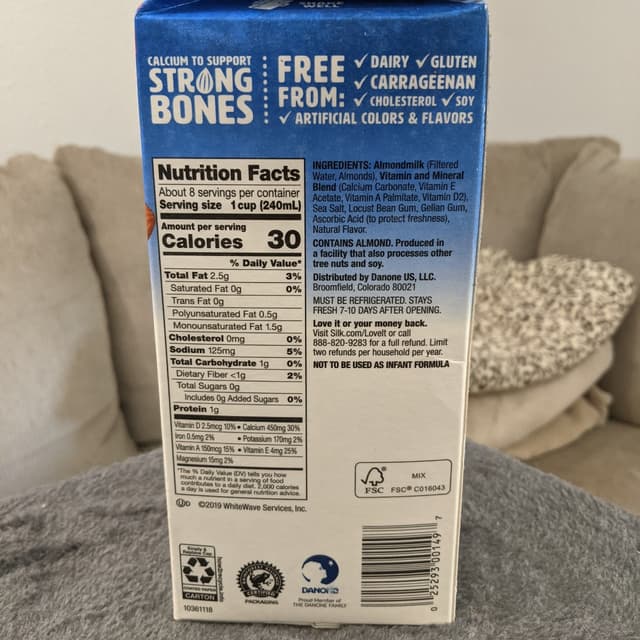 SHAKE
WELL
CALCIUM TO SUPPORT
STRONG
BONES
FREE
FROM:
✓ DAIRY ✓ GLUTEN
✓ CARRAGEENAN
✓ CHOLESTEROL ✓ SOY
✓ ARTIFICIAL COLORS & FLAVORS
Nutrition Facts
About 8 servings per container
Serving size 1 cup (240mL)
Amount per serving
Calories 30
% Daily Value*
Total Fat 2.5g 3%
Saturated Fat 0g 0%
Trans Fat 0g
Polyunsaturated Fat 0.5g
Monounsaturated Fat 1.5g
Cholesterol 0mg 0%
Sodium 125mg 5%
Total Carbohydrate 1g 0%
Dietary Fiber <1g 2%
Total Sugars 0g
Includes 0g Added Sugars 0%
Protein 1g
Vitamin D 2.5mcg 10% • Calcium 450mg 30%
Iron 0.5mg 2% • Potassium 170mg 2%
Vitamin A 150mcg 15% • Vitamin E 4mg 25%
Magnesium 15mg 2%
*The % Daily Value (DV) tells you how
much a nutrient in a serving of food
contributes to a daily diet. 2,000 calories
a day is used for general nutrition advice.
©2019 WhiteWave Services, Inc.
INGREDIENTS: Almondmilk (Filtered
Water, Almonds), Vitamin and Mineral
Blend (Calcium Carbonate, Vitamin E
Acetate, Vitamin A Palmitate, Vitamin D2),
Sea Salt, Locust Bean Gum, Gellan Gum,
Ascorbic Acid (to protect freshness),
Natural Flavor.
CONTAINS ALMOND. Produced in
a facility that also processes other
tree nuts and soy.
Distributed by Danone US, LLC.
Broomfield, Colorado 80021
MUST BE REFRIGERATED. STAYS
FRESH 7-10 DAYS AFTER OPENING.
Love it or your money back.
Visit Silk.com/LoveIt or call
888-820-9283 for a full refund. Limit
two refunds per household per year.
NOT TO BE USED AS INFANT FORMULA
FSC
MIX
FSC® C016043
CARTON
10361118
PACKAGING
DANONE
Proud Member of
THE DANONE FAMILY
0 25293 00149 7